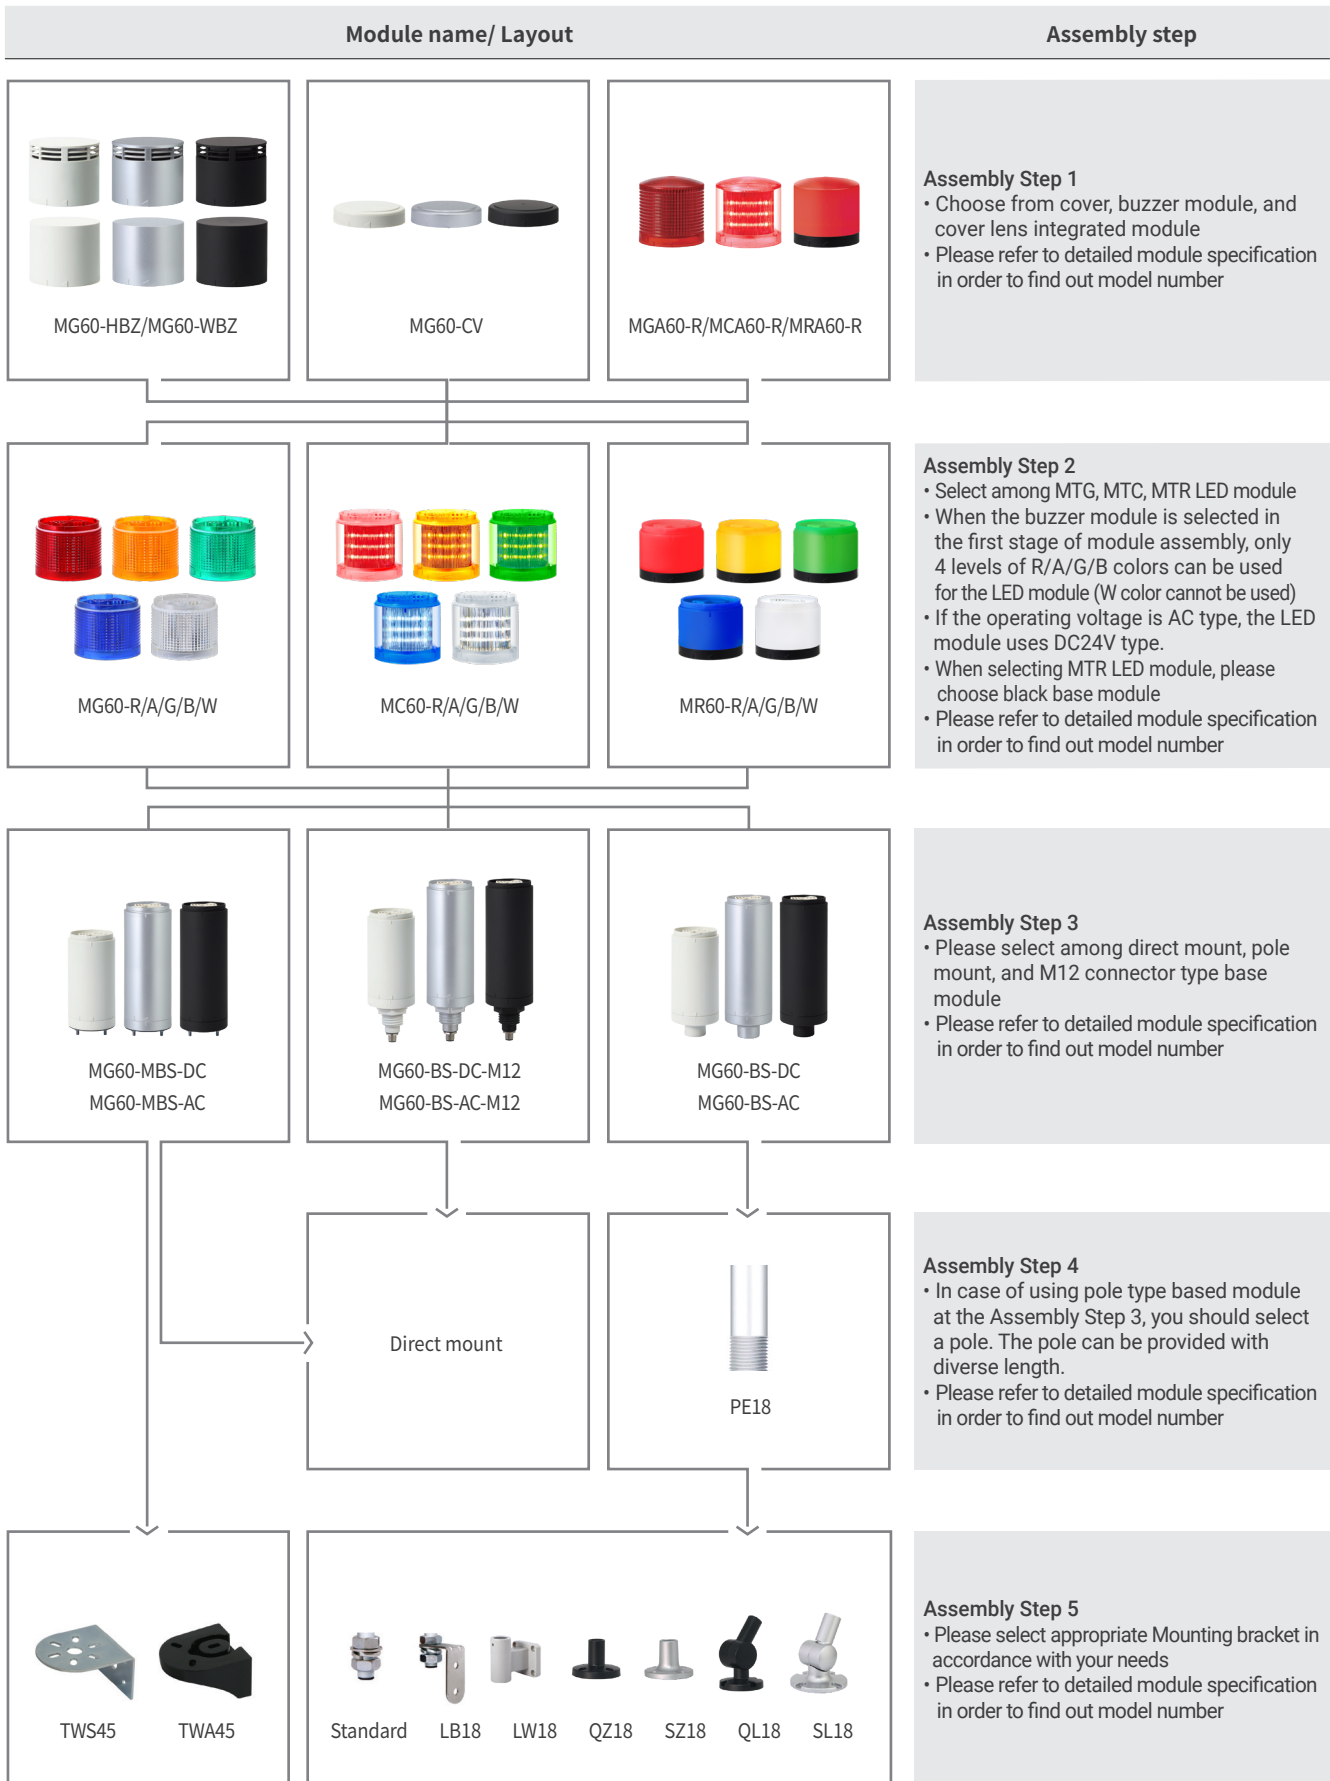 Module name/ Layout
Assembly step
MG60-HBZ/MG60-WBZ
MG60-CV
MGA60-R/MCA60-R/MRA60-R
Assembly Step 1
• Choose from cover, buzzer module, and
cover lens integrated module
• Please refer to detailed module specification
in order to find out model number
MG60-R/A/G/B/W
MC60-R/A/G/B/W
MR60-R/A/G/B/W
Assembly Step 2
• Select among MTG, MTC, MTR LED module
• When the buzzer module is selected in
the first stage of module assembly, only
4 levels of R/A/G/B colors can be used
for the LED module (W color cannot be used)
• If the operating voltage is AC type, the LED
module uses DC24V type.
• When selecting MTR LED module, please
choose black base module
• Please refer to detailed module specification
in order to find out model number
MG60-MBS-DC
MG60-MBS-AC
MG60-BS-DC-M12
MG60-BS-AC-M12
MG60-BS-DC
MG60-BS-AC
Assembly Step 3
• Please select among direct mount, pole
mount, and M12 connector type base
module
• Please refer to detailed module specification
in order to find out model number
Direct mount
PE18
Assembly Step 4
• In case of using pole type based module
at the Assembly Step 3, you should select
a pole. The pole can be provided with
diverse length.
• Please refer to detailed module specification
in order to find out model number
TWS45
TWA45
Standard
LB18
LW18
QZ18
SZ18
QL18
SL18
Assembly Step 5
• Please select appropriate Mounting bracket in
accordance with your needs
• Please refer to detailed module specification
in order to find out model number